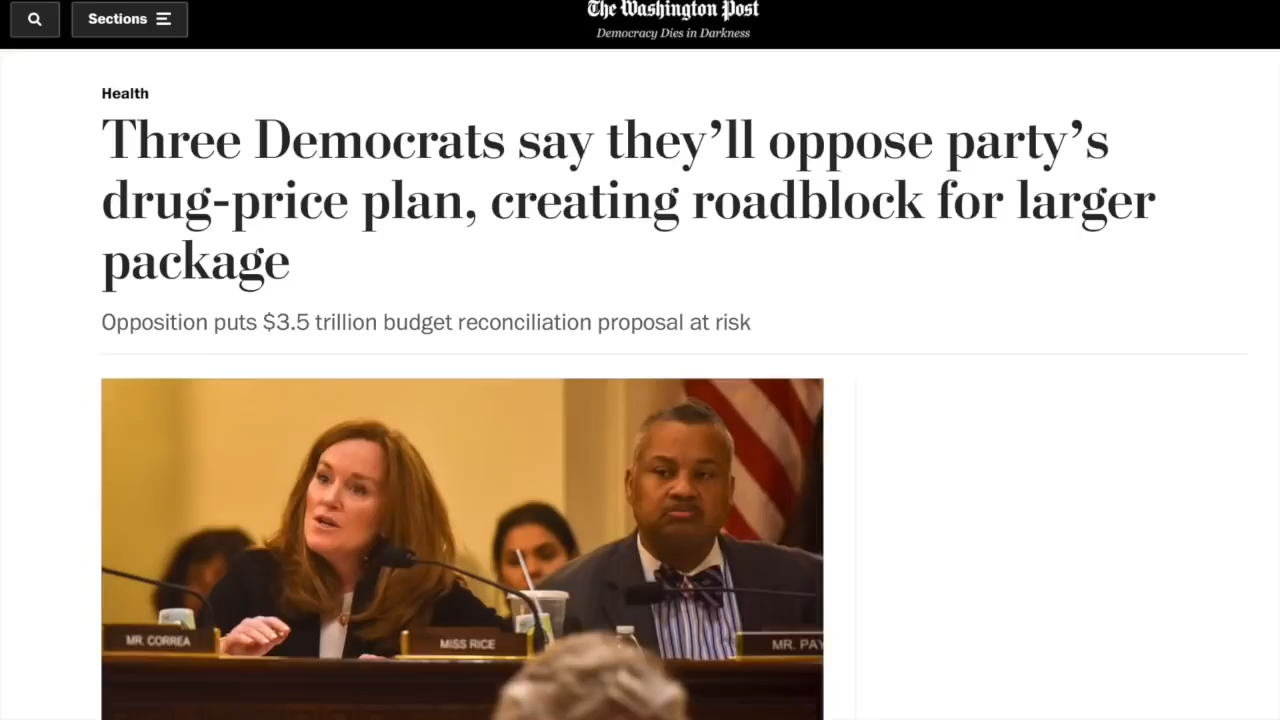 Sections
The Washington Post
Democracy Dies in Darkness
Health
Three Democrats say they’ll oppose party’s
drug-price plan, creating roadblock for larger
package
Opposition puts $3.5 trillion budget reconciliation proposal at risk
MR. CORREA
MISS RICE
MR. PAY